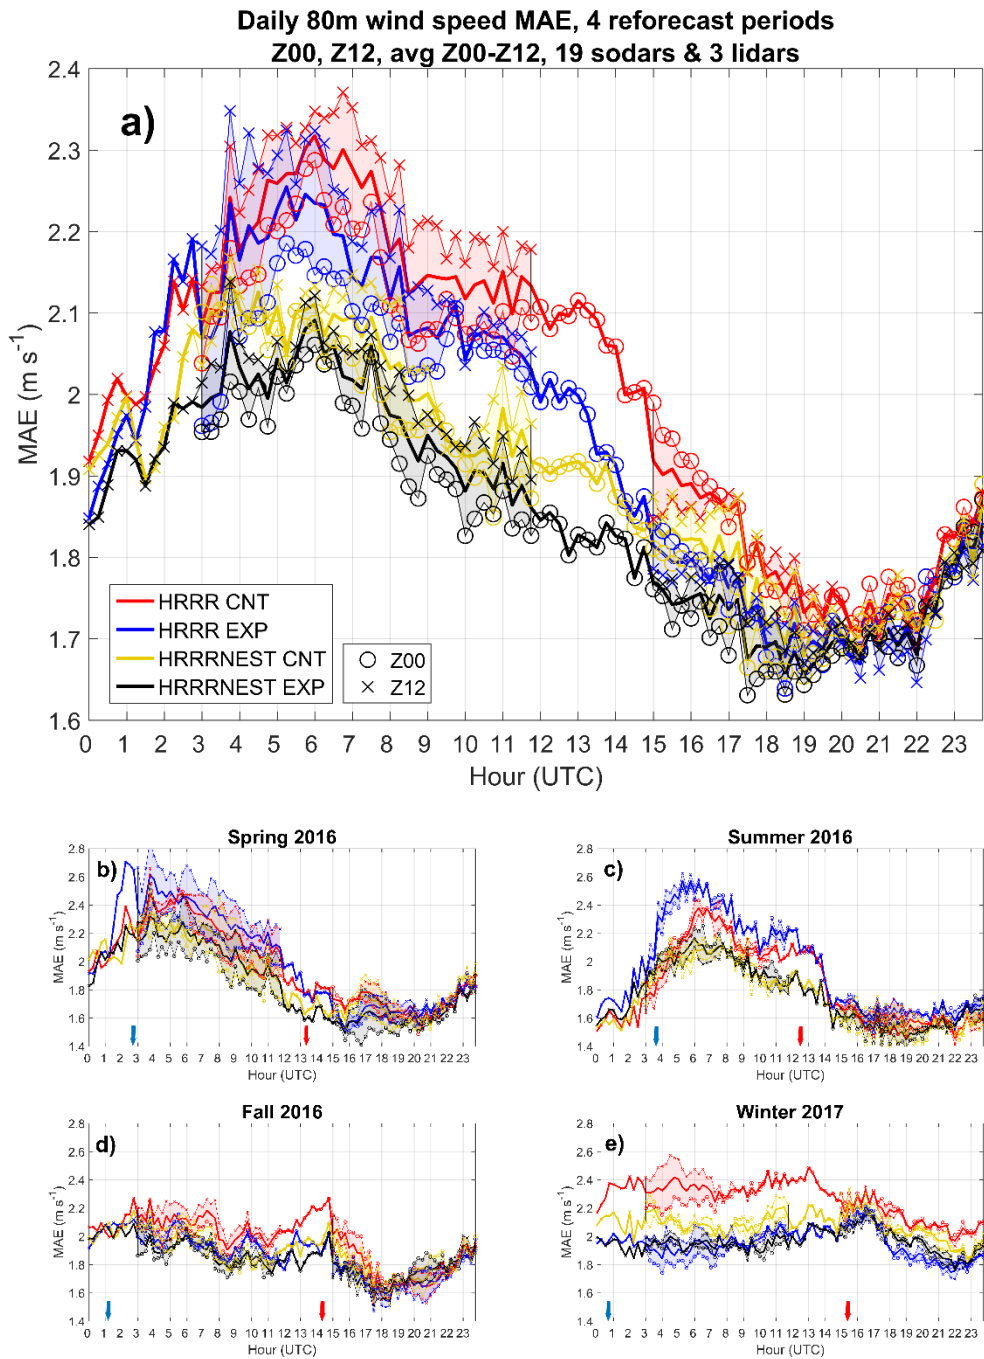 Daily 80m wind speed MAE, 4 reforecast periods
Z00, Z12, avg Z00-Z12, 19 sodars & 3 lidars
a)
MAE (m s⁻¹)
2.4
2.3
2.2
2.1
2
1.9
1.8
1.7
1.6
HRRR CNT
HRRR EXP
HRRRNEST CNT
HRRRNEST EXP
Z00
Z12
0 1 2 3 4 5 6 7 8 9 10 11 12 13 14 15 16 17 18 19 20 21 22 23
Hour (UTC)
Spring 2016
b)
MAE (m s⁻¹)
2.8
2.6
2.4
2.2
2
1.8
1.6
1.4
0 1 2 3 4 5 6 7 8 9 10 11 12 13 14 15 16 17 18 19 20 21 22 23
Hour (UTC)
Summer 2016
c)
MAE (m s⁻¹)
2.8
2.6
2.4
2.2
2
1.8
1.6
1.4
0 1 2 3 4 5 6 7 8 9 10 11 12 13 14 15 16 17 18 19 20 21 22 23
Hour (UTC)
Fall 2016
d)
MAE (m s⁻¹)
2.8
2.6
2.4
2.2
2
1.8
1.6
1.4
0 1 2 3 4 5 6 7 8 9 10 11 12 13 14 15 16 17 18 19 20 21 22 23
Hour (UTC)
Winter 2017
e)
MAE (m s⁻¹)
2.8
2.6
2.4
2.2
2
1.8
1.6
1.4
0 1 2 3 4 5 6 7 8 9 10 11 12 13 14 15 16 17 18 19 20 21 22 23
Hour (UTC)